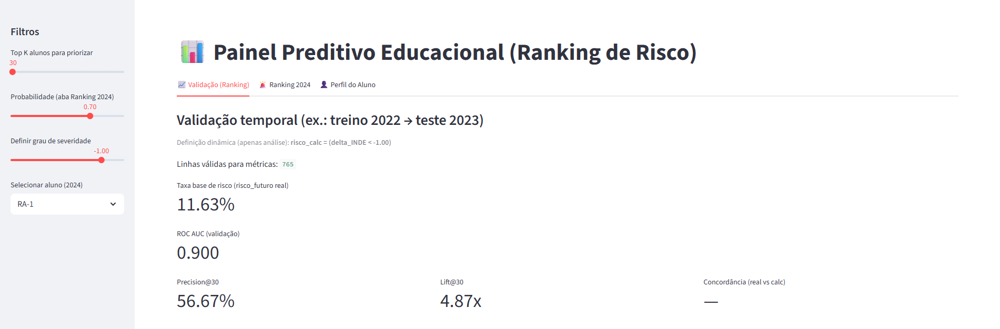 Filtros
Top K alunos para priorizar
30
Probabilidade (aba Ranking 2024)
0.70
Definir grau de severidade
-1.00
Selecionar aluno (2024)
RA-1
Painel Preditivo Educacional (Ranking de Risco)
Validação (Ranking) Ranking 2024 Perfil do Aluno
Validação temporal (ex.: treino 2022 → teste 2023)
Definição dinâmica (apenas análise): risco_calc = (delta_INDE < -1.00)
Linhas válidas para métricas: 765
Taxa base de risco (risco_futuro real)
11.63%
ROC AUC (validação)
0.900
Precision@30 Lift@30 Concordância (real vs calc)
56.67% 4.87x —